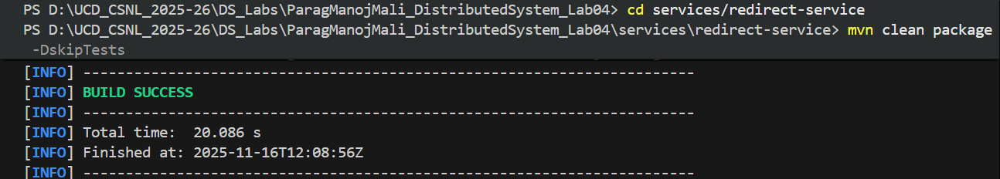 PS D:\UCD_CSNL_2025-26\DS_Labs\ParagManojMali_DistributedSystem_Lab04> cd services/redirect-service
PS D:\UCD_CSNL_2025-26\DS_Labs\ParagManojMali_DistributedSystem_Lab04\services\redirect-service> mvn clean package
-DskipTests
[INFO] ------------------------------------------------------------------------
[INFO] BUILD SUCCESS
[INFO] ------------------------------------------------------------------------
[INFO] Total time:  20.086 s
[INFO] Finished at: 2025-11-16T12:08:56Z
[INFO] ------------------------------------------------------------------------